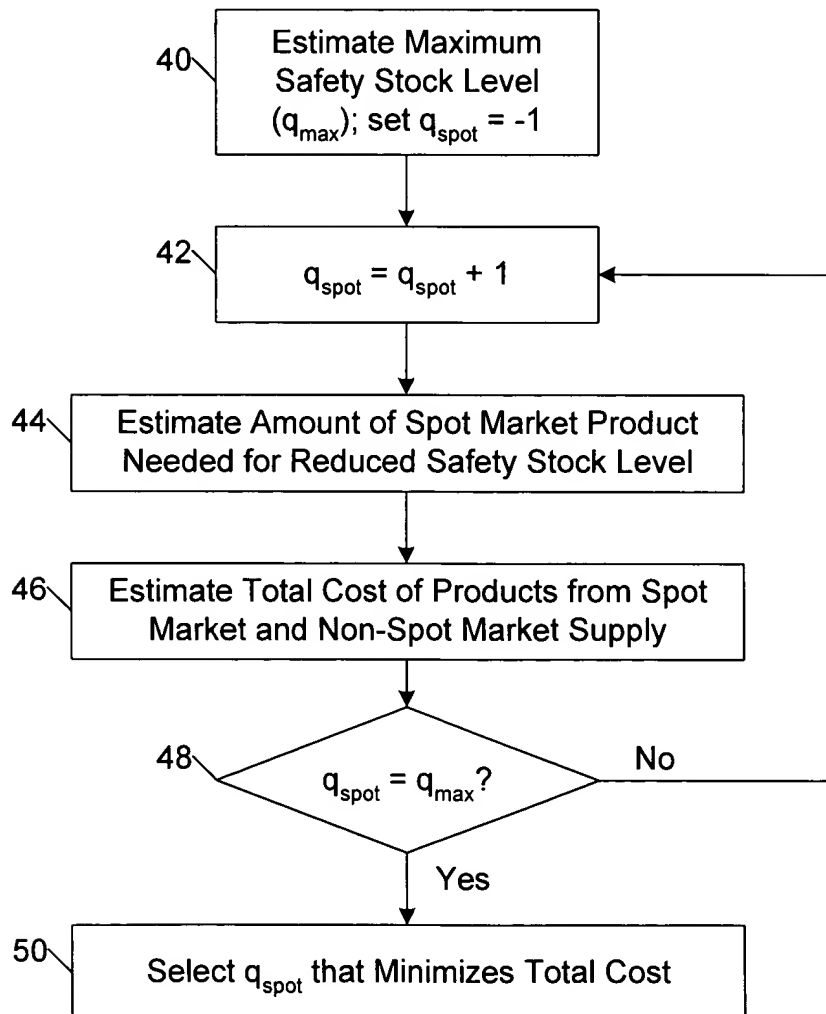 40
Estimate Maximum
Safety Stock Level
(q_max); set q_spot = -1
42
q_spot = q_spot + 1
44
Estimate Amount of Spot Market Product
Needed for Reduced Safety Stock Level
46
Estimate Total Cost of Products from Spot
Market and Non-Spot Market Supply
48
q_spot = q_max?
No
Yes
50
Select q_spot that Minimizes Total Cost